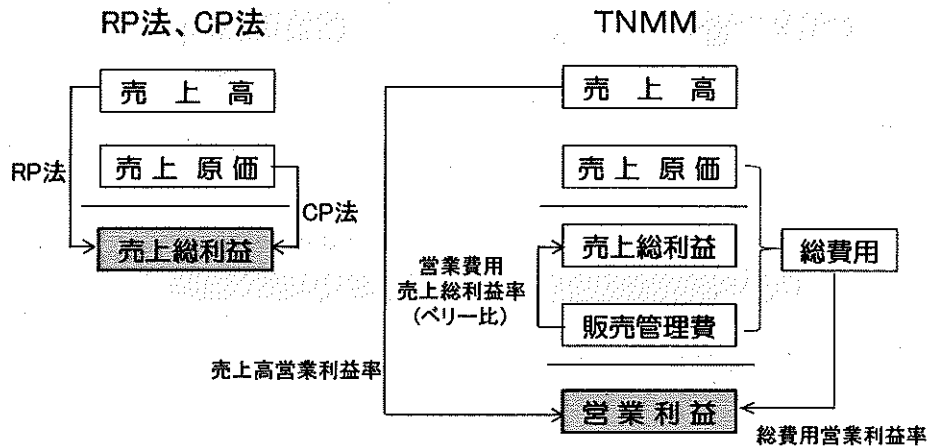 RP法、CP法
売上高
RP法
売上原価
CP法
売上総利益
TNMM
売上高
売上原価
営業費用
売上総利益率
(ベリー比)
売上総利益
総費用
販売管理費
売上高営業利益率
営業利益
総費用営業利益率